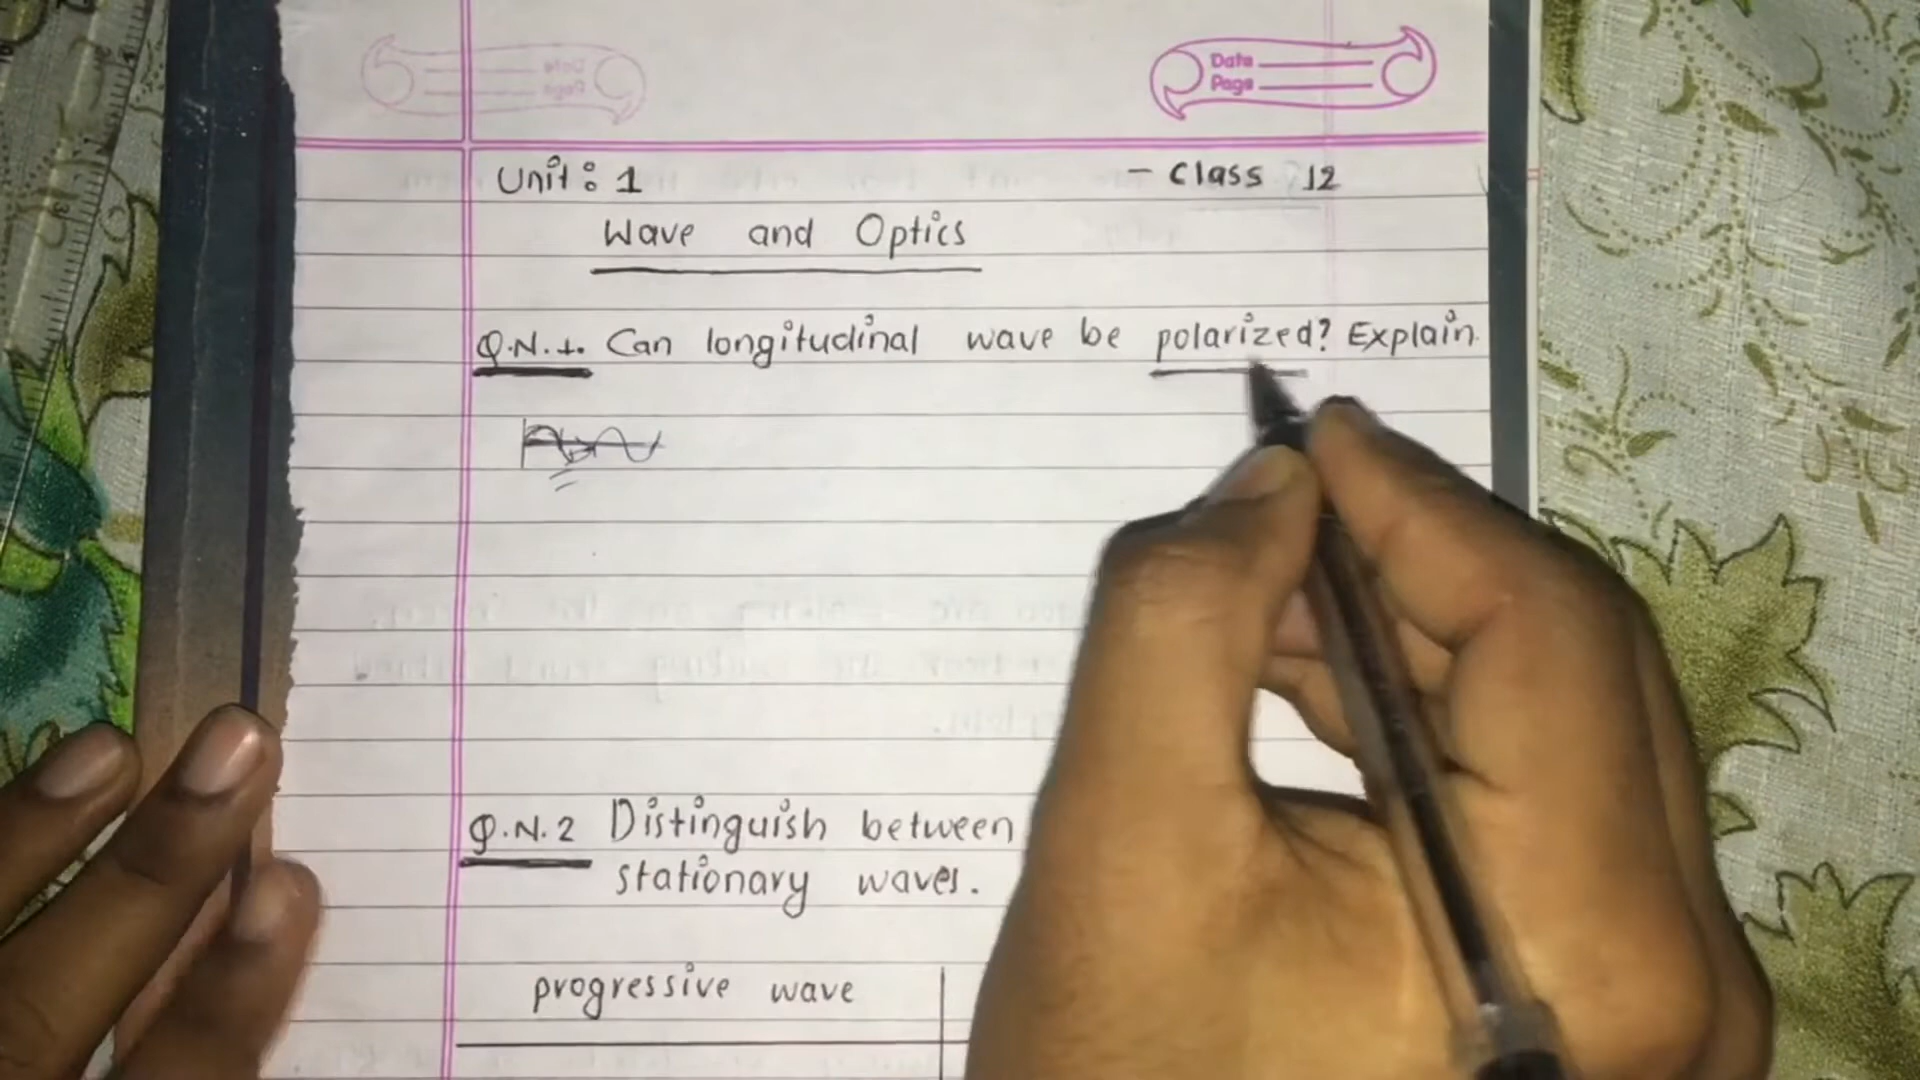 Date
Page
Unit: 1
- Class 12
Wave and Optics
Q.N.1. Can longitudinal wave be polarized? Explain.
Q.N.2 Distinguish between
stationary waves.
progressive wave